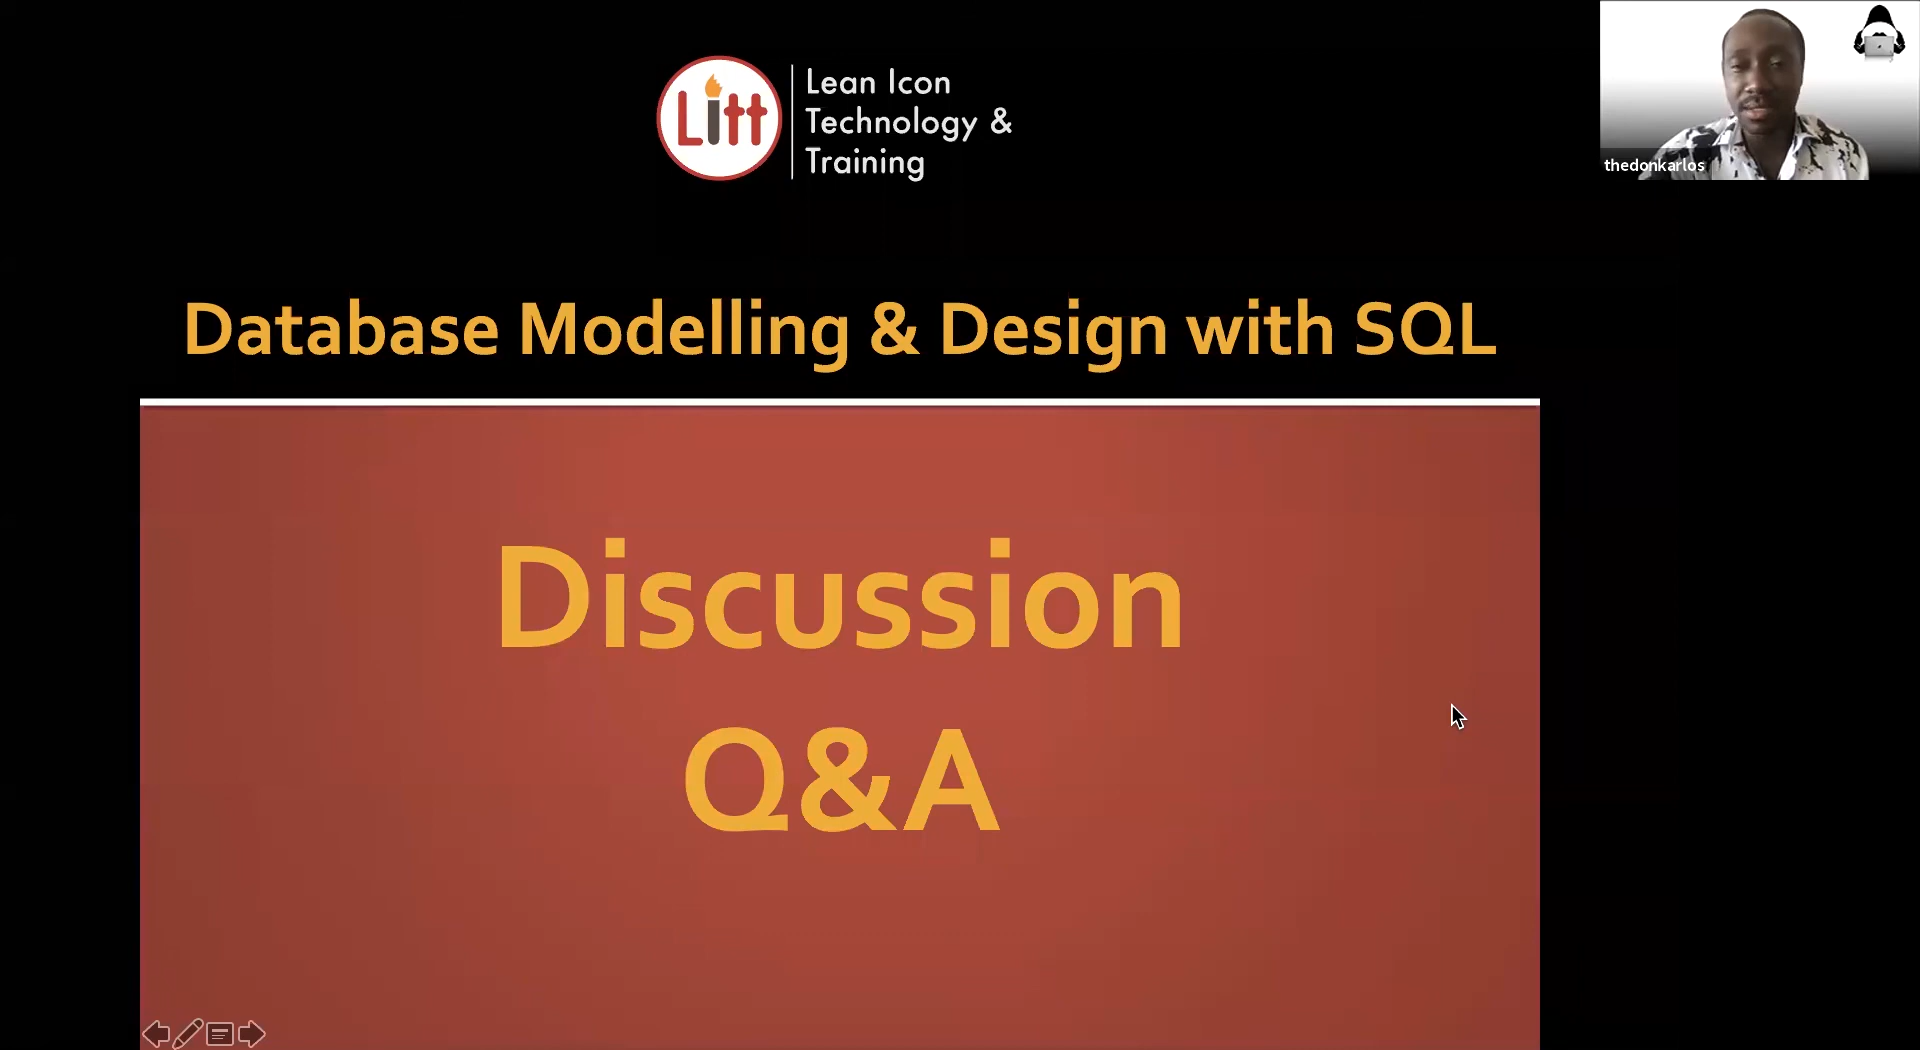 Litt
Lean Icon
Technology &
Training
thedonkarlos
Database Modelling & Design with SQL
Discussion
Q&A